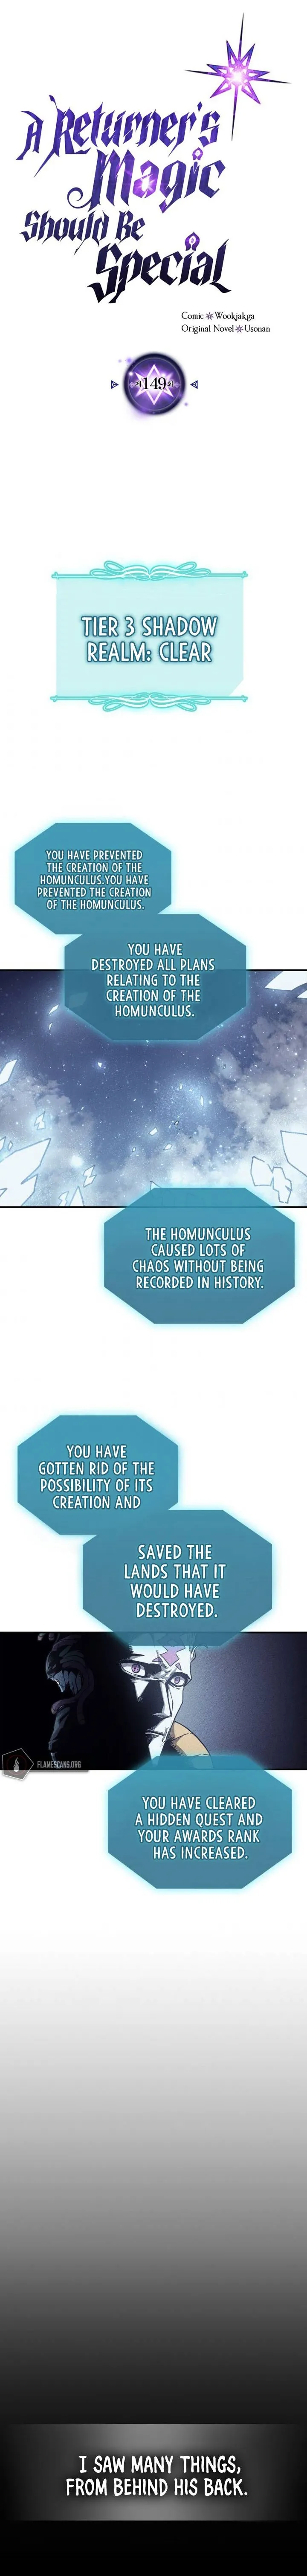 A Returner's
Magic
Should Be
Special
Comic Wookjakga
Original Novel Usonan
149
TIER 3 SHADOW
REALM: CLEAR
YOU HAVE PREVENTED
THE CREATION OF THE
HOMUNCULUS.YOU HAVE
PREVENTED THE CREATION
OF THE HOMUNCULUS.
YOU HAVE
DESTROYED ALL PLANS
RELATING TO THE
CREATION OF THE
HOMUNCULUS.
THE HOMUNCULUS
CAUSED LOTS OF
CHAOS WITHOUT BEING
RECORDED IN HISTORY.
YOU HAVE
GOTTEN RID OF THE
POSSIBILITY OF ITS
CREATION AND
SAVED THE
LANDS THAT IT
WOULD HAVE
DESTROYED.
FLAMESCANS.ORG
YOU HAVE CLEARED
A HIDDEN QUEST AND
YOUR AWARDS RANK
HAS INCREASED.
I SAW MANY THINGS,
FROM BEHIND HIS BACK.